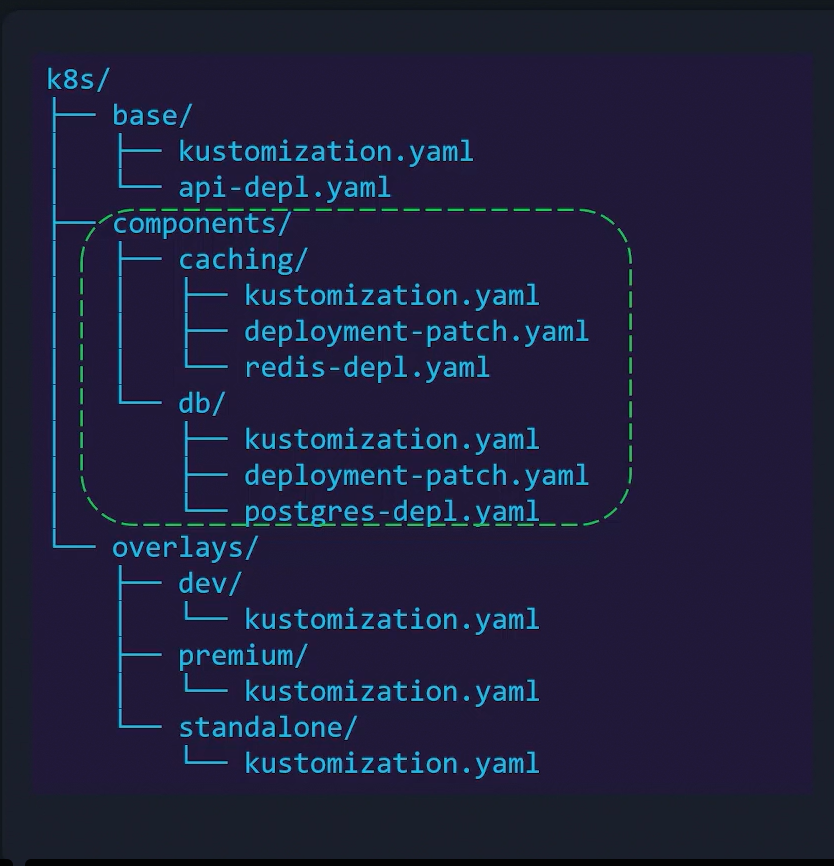 k8s/
├── base/
│   ├── kustomization.yaml
│   └── api-depl.yaml
├── components/
│   ├── caching/
│   │   ├── kustomization.yaml
│   │   ├── deployment-patch.yaml
│   │   └── redis-depl.yaml
│   └── db/
│       ├── kustomization.yaml
│       ├── deployment-patch.yaml
│       └── postgres-depl.yaml
└── overlays/
    ├── dev/
    │   └── kustomization.yaml
    ├── premium/
    │   └── kustomization.yaml
    └── standalone/
        └── kustomization.yaml